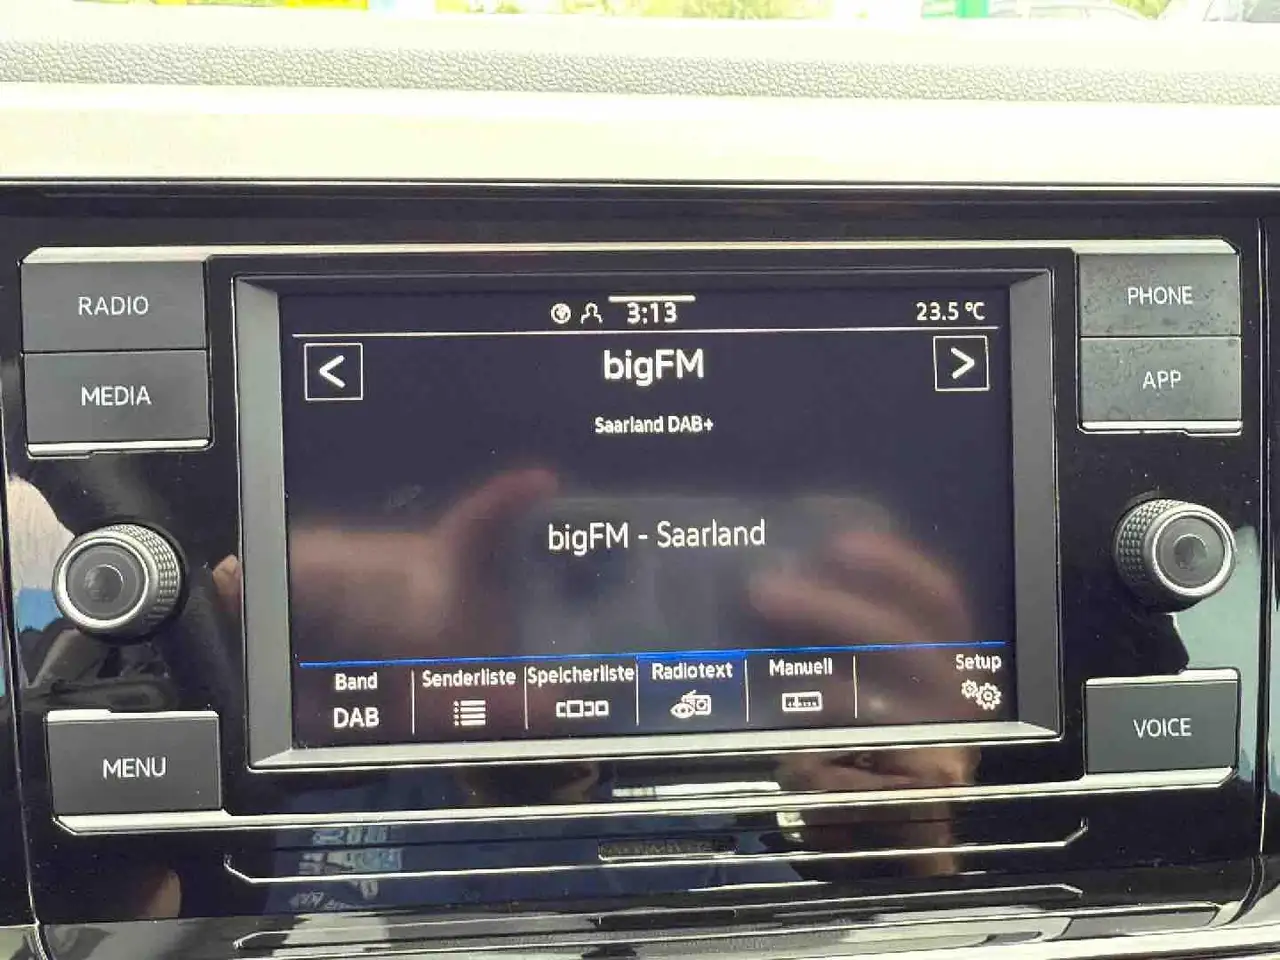 RADIO
MEDIA
MENU
PHONE
APP
VOICE
3:13
23.5 °C
<
bigFM
>
Saarland DAB+
bigFM - Saarland
Band
DAB
Senderliste
Speicherliste
Radiotext
Manuell
Setup